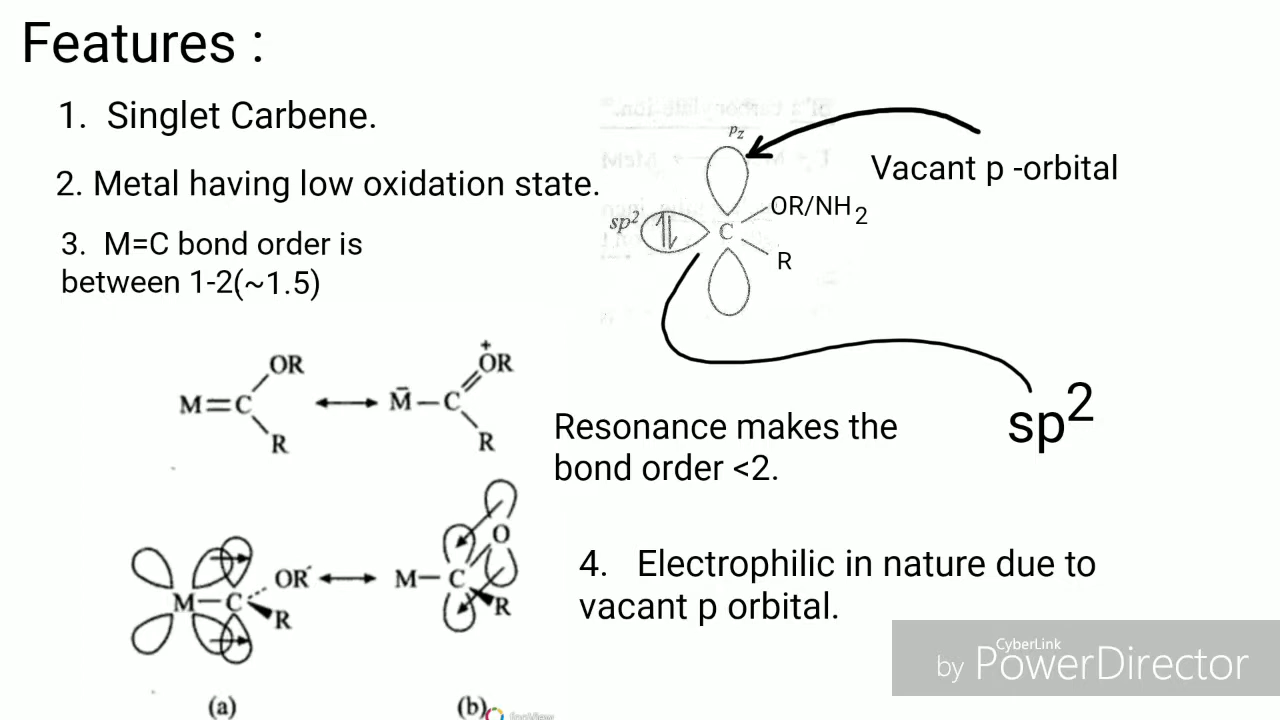 Features :
1. Singlet Carbene.
2. Metal having low oxidation state.
3. M=C bond order is
between 1-2(~1.5)
p_z
Vacant p -orbital
sp²
C
OR/NH₂
R
sp²
OR
M=C
R
+
OR
M̄—C
R
Resonance makes the
bond order <2.
M—C
OR
R
O
M—C
R
4. Electrophilic in nature due to
vacant p orbital.
(a)
(b)
CyberLink
by PowerDirector